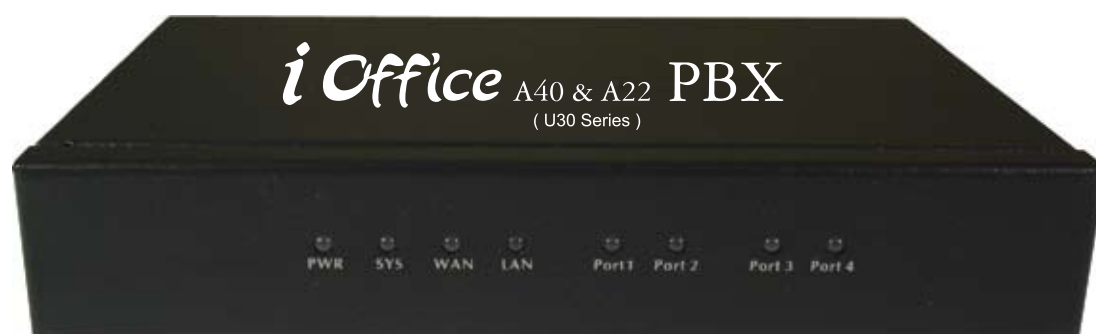 i Office A40 & A22 PBX
( U30 Series )
PWR SYS WAN LAN Port1 Port 2 Port 3 Port 4